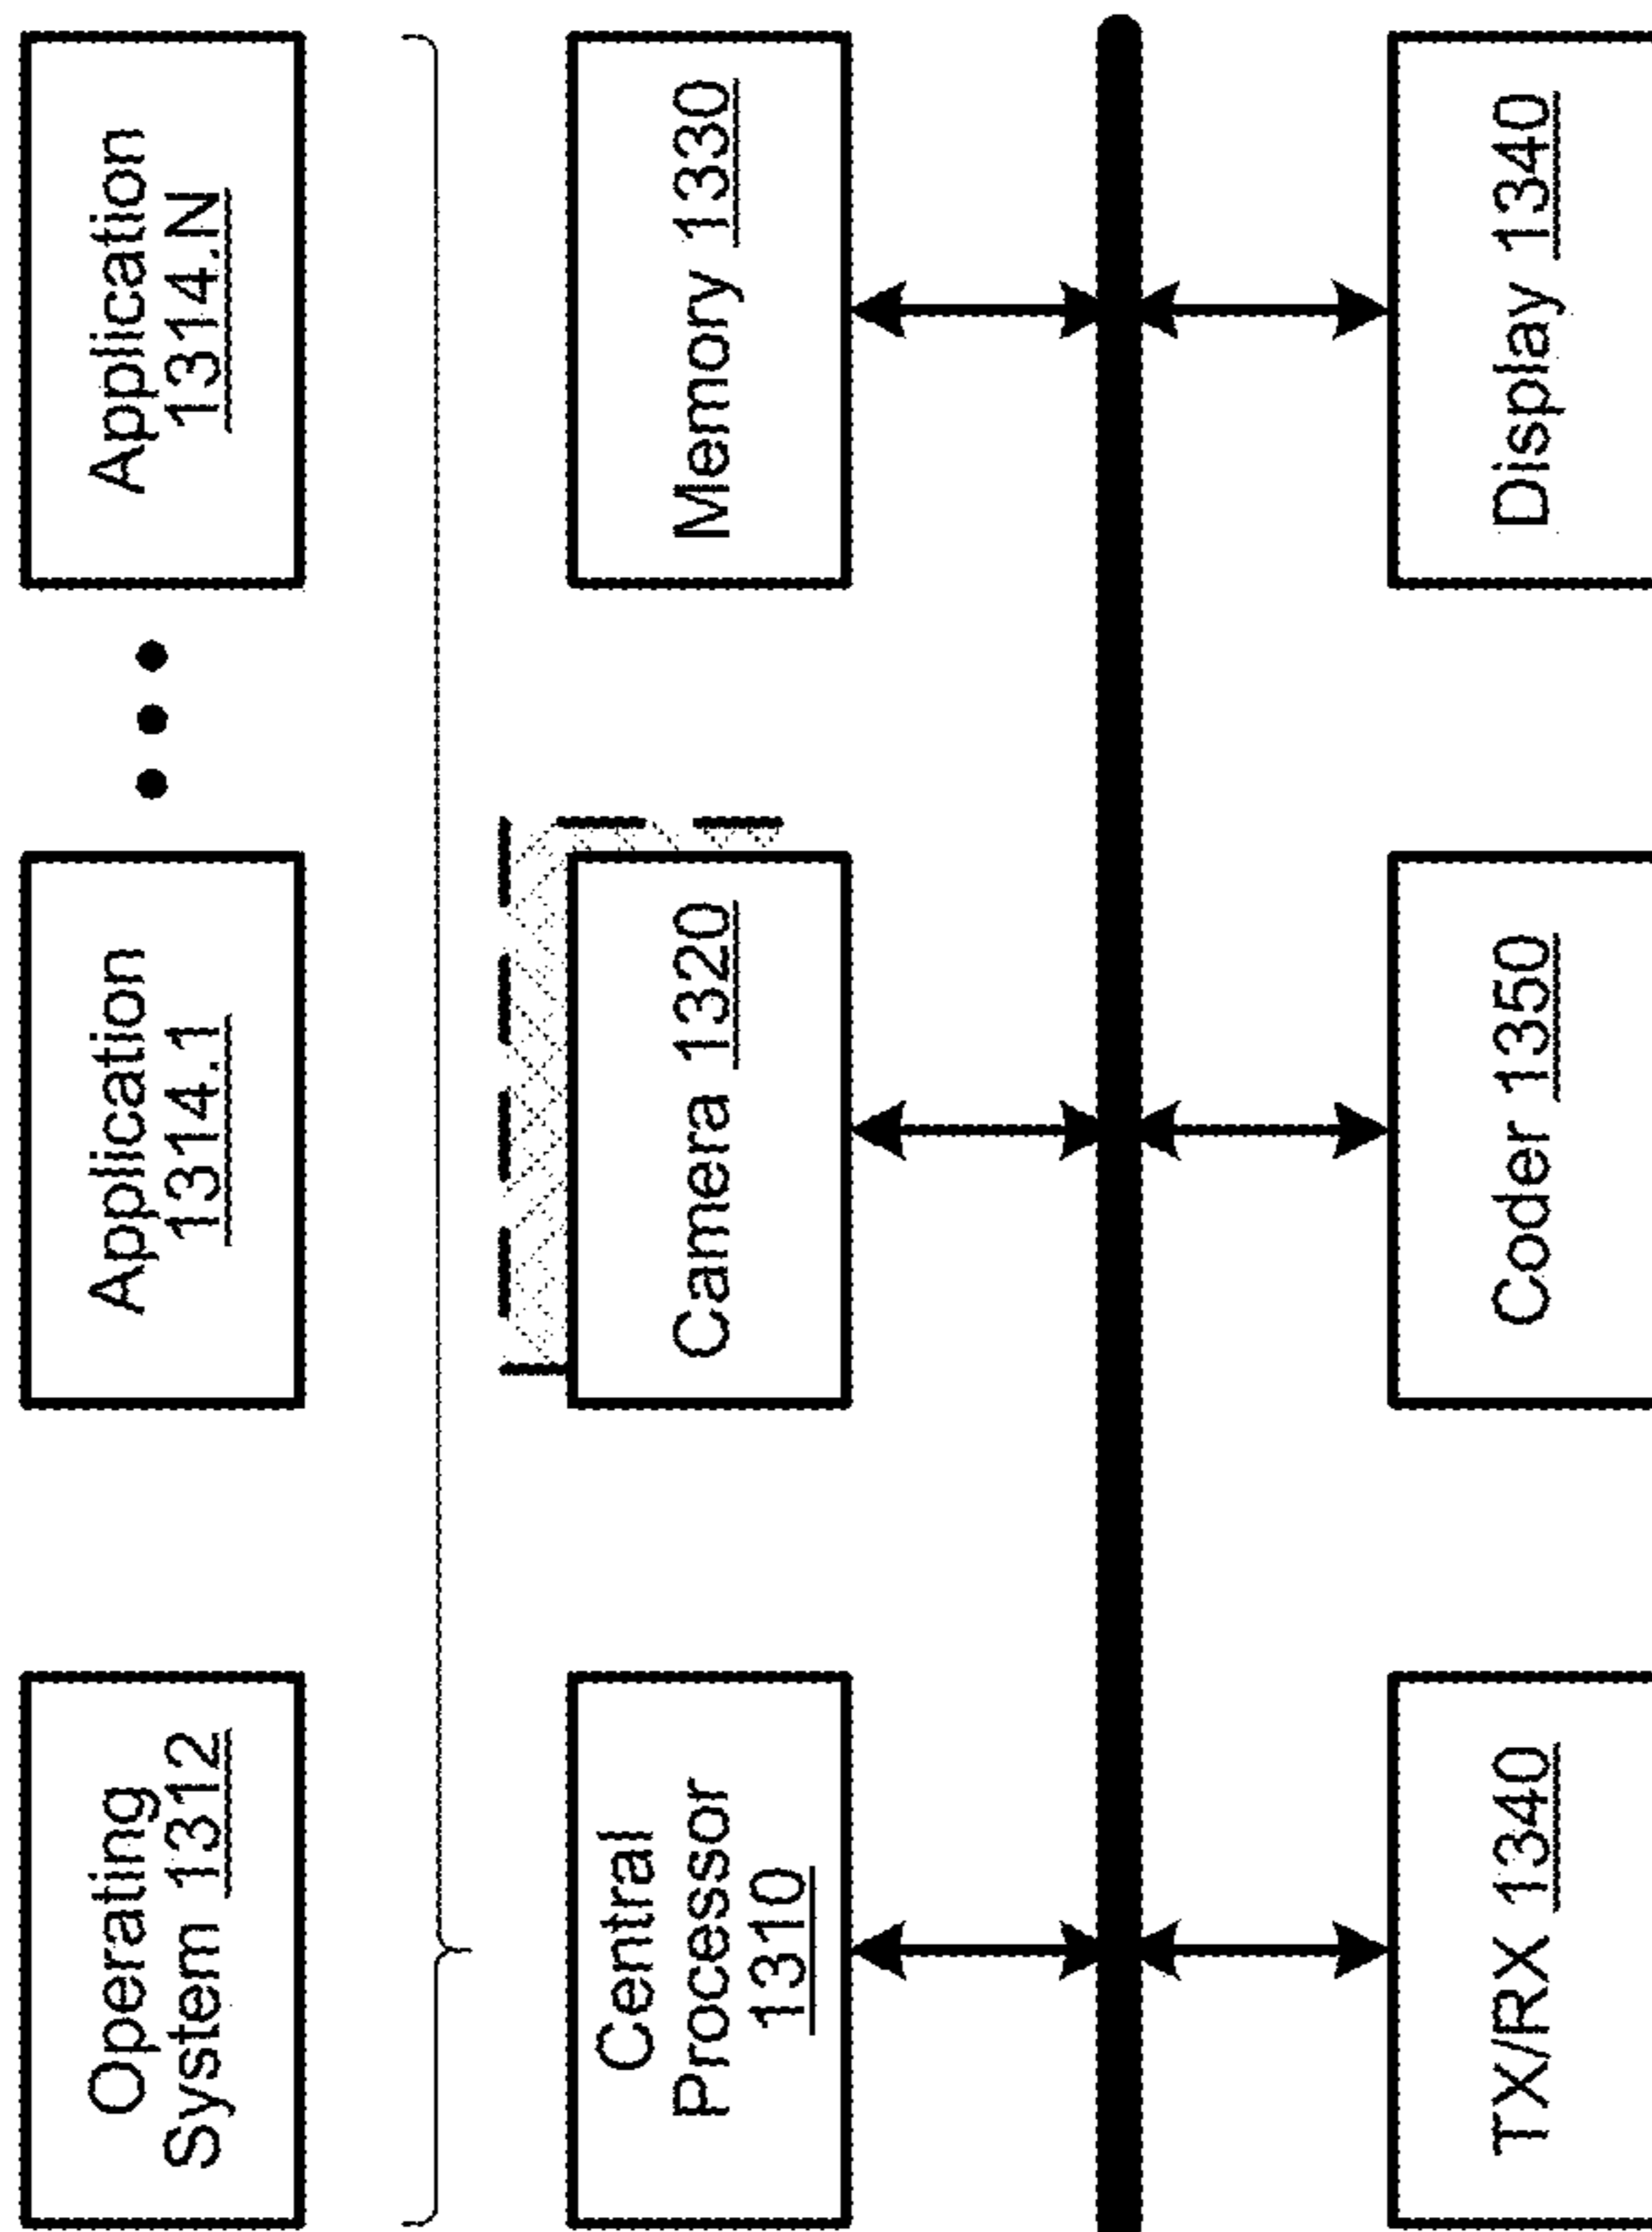 Operating
System 1312
Application
1314.1
Application
1314.N
Central
Processor
1310
Camera 1320
Memory 1330
TX/RX 1340
Coder 1350
Display 1340